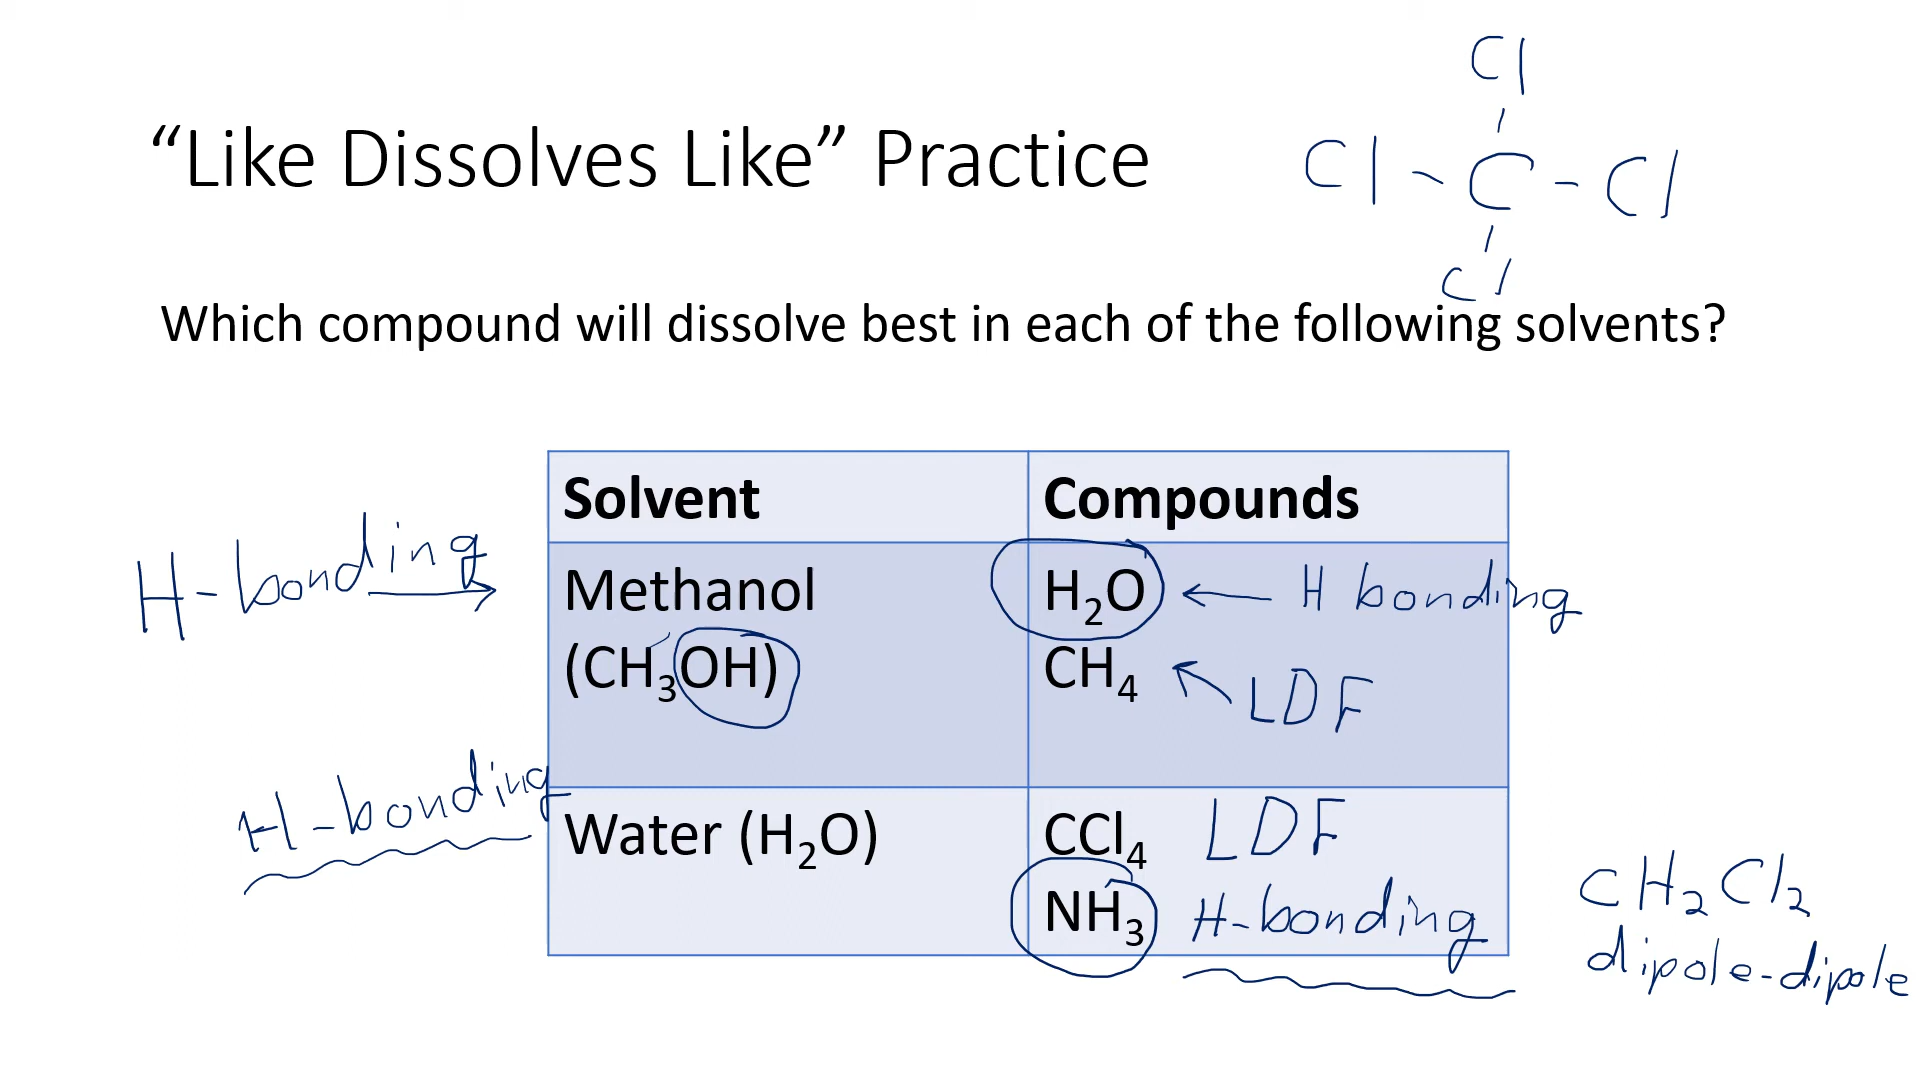 Cl
“Like Dissolves Like” Practice
Cl - C - Cl
Cl
Which compound will dissolve best in each of the following solvents?
Solvent Compounds
H-bonding Methanol H₂O ← H bonding
(CH₃OH) CH₄ LDF
H-bonding Water (H₂O) CCl₄ LDF
NH₃ H-bonding CH₂Cl₂
dipole-dipole